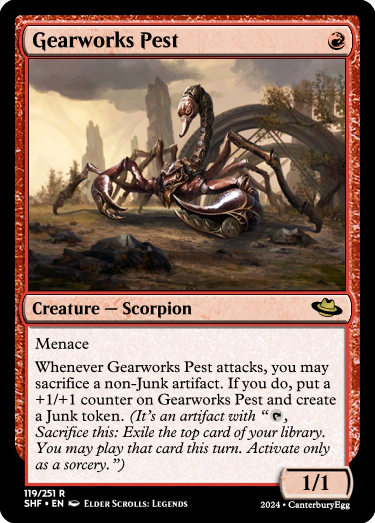 Gearworks Pest
Creature — Scorpion
Menace
Whenever Gearworks Pest attacks, you may
sacrifice a non-Junk artifact. If you do, put a
+1/+1 counter on Gearworks Pest and create
a Junk token. (It's an artifact with “, 
Sacrifice this: Exile the top card of your library.
You may play that card this turn. Activate only
as a sorcery.”)
1/1
119/251 R
SHF • EN Elder Scrolls: Legends
2024 • CanterburyEgg